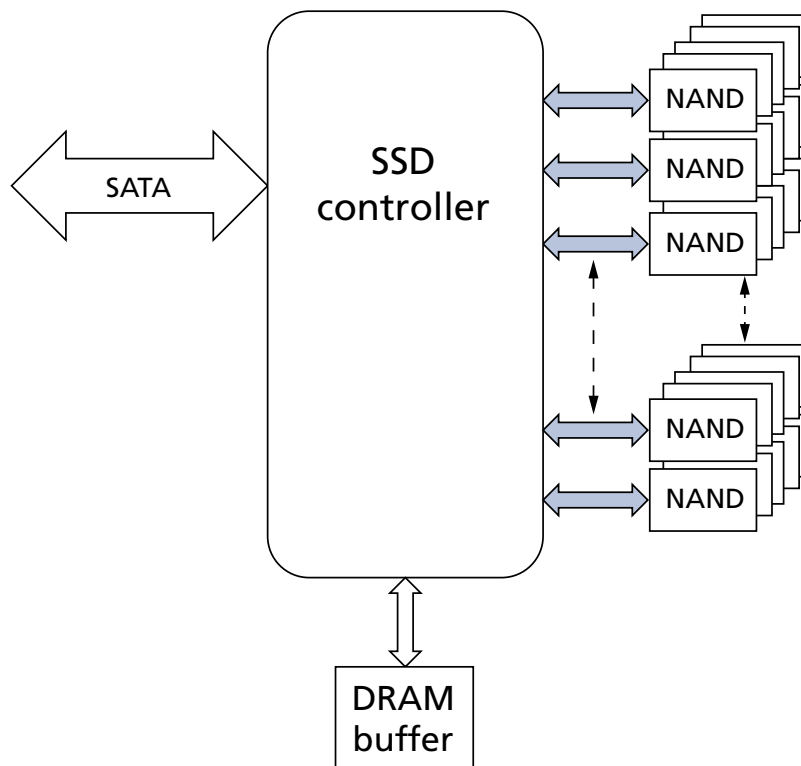 SATA
SSD
controller
NAND
NAND
NAND
NAND
NAND
DRAM
buffer